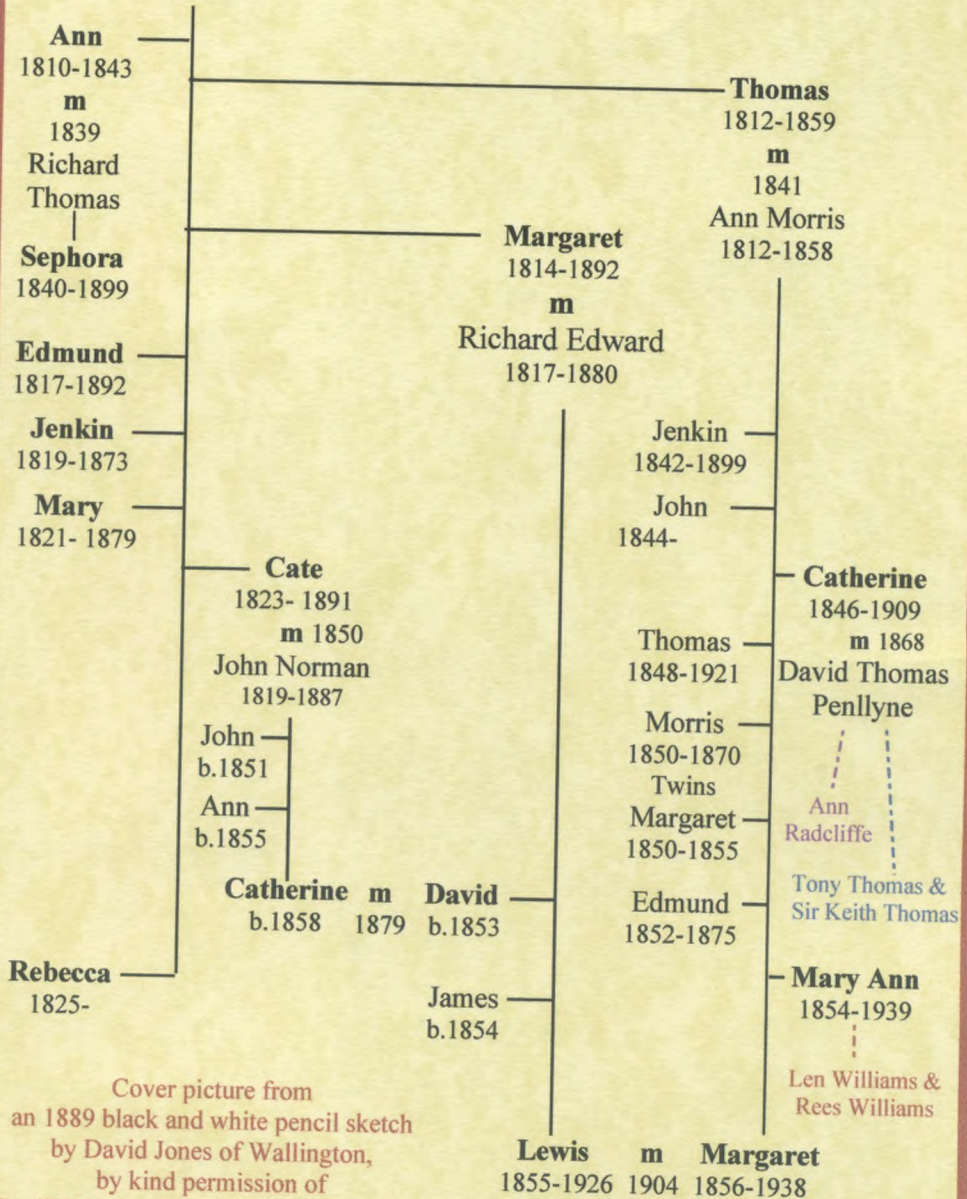 Ann
1810-1843
m
1839
Richard
Thomas
Sephora
1840-1899
Thomas
1812-1859
m
1841
Ann Morris
1812-1858
Margaret
1814-1892
m
Richard Edward
1817-1880
Edmund
1817-1892
Jenkin
1819-1873
Mary
1821- 1879
Cate
1823- 1891
m 1850
John Norman
1819-1887
John
b.1851
Ann
b.1855
Catherine m David
b.1858 1879 b.1853
James
b.1854
Rebecca
1825-
Jenkin
1842-1899
John
1844-
Catherine
1846-1909
m 1868
David Thomas
Penllyne
Ann
Radcliffe
Tony Thomas &
Sir Keith Thomas
Thomas
1848-1921
Morris
1850-1870
Twins
Margaret
1850-1855
Edmund
1852-1875
Mary Ann
1854-1939
Len Williams &
Rees Williams
Lewis m Margaret
1855-1926 1904 1856-1938
Cover picture from
an 1889 black and white pencil sketch
by David Jones of Wallington,
by kind permission of